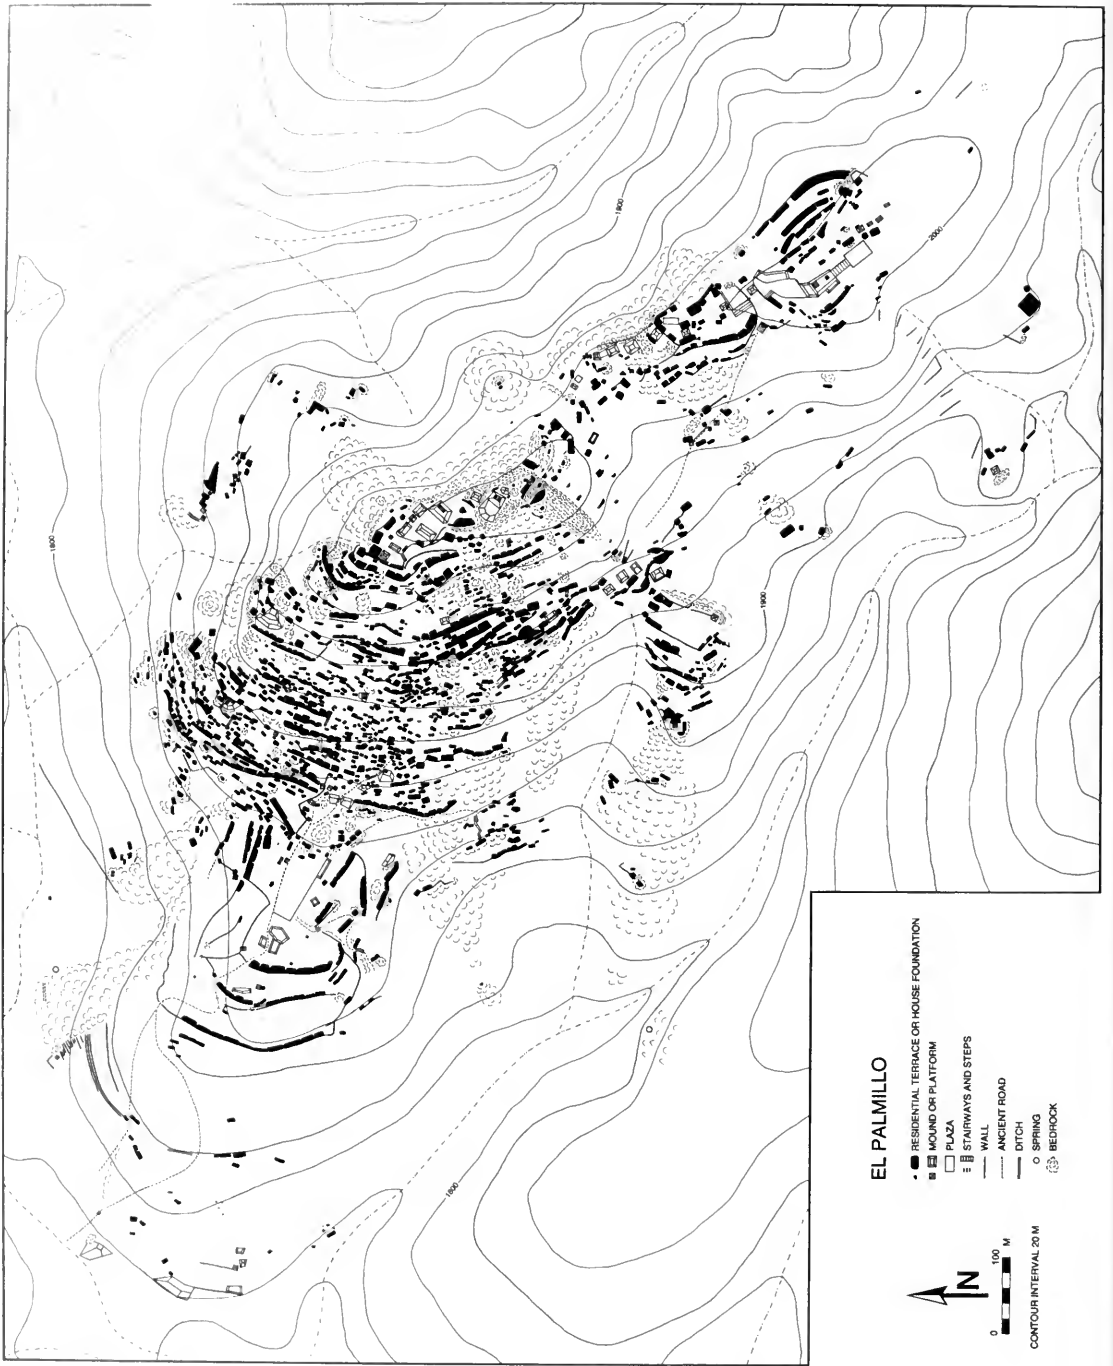 1800
1900
2000
1900
1800
1800
EL PALMILLO
RESIDENTIAL TERRACE OR HOUSE FOUNDATION
MOUND OR PLATFORM
PLAZA
STAIRWAYS AND STEPS
WALL
ANCIENT ROAD
DITCH
SPRING
BEDROCK
N
0 100 M
CONTOUR INTERVAL 20 M